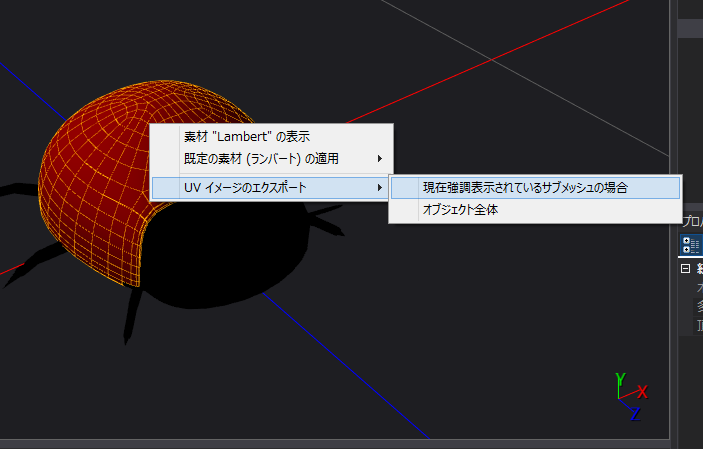 素材 "Lambert" の表示
既定の素材 (ランバート) の適用
UV イメージのエクスポート
現在強調表示されているサブメッシュの場合
オブジェクト全体
プロ
Y
X
Z